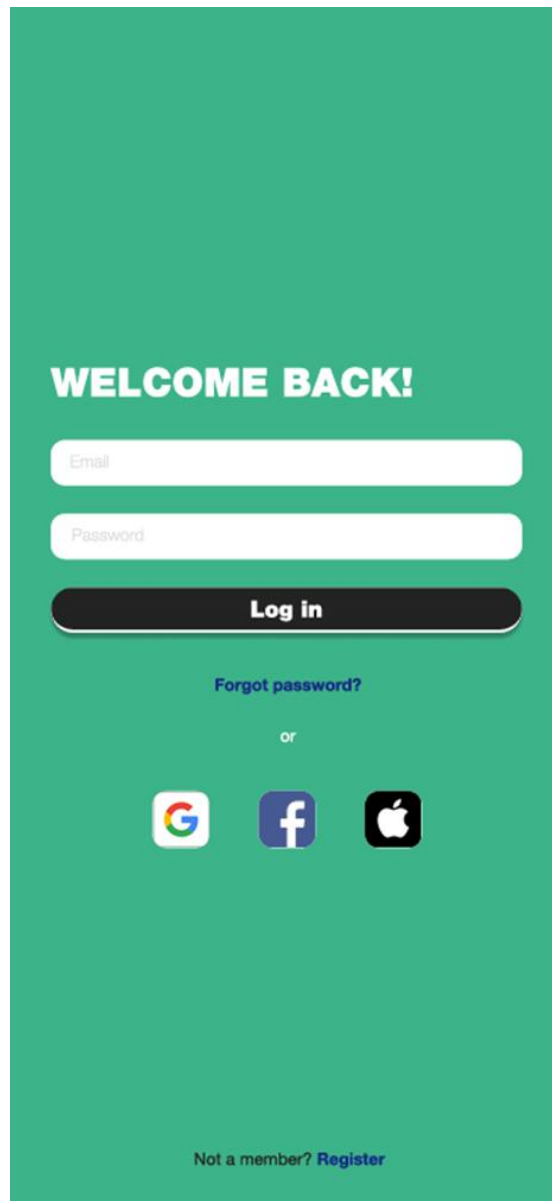 WELCOME BACK!
Email
Password
Log in
Forgot password?
or
Not a member? Register